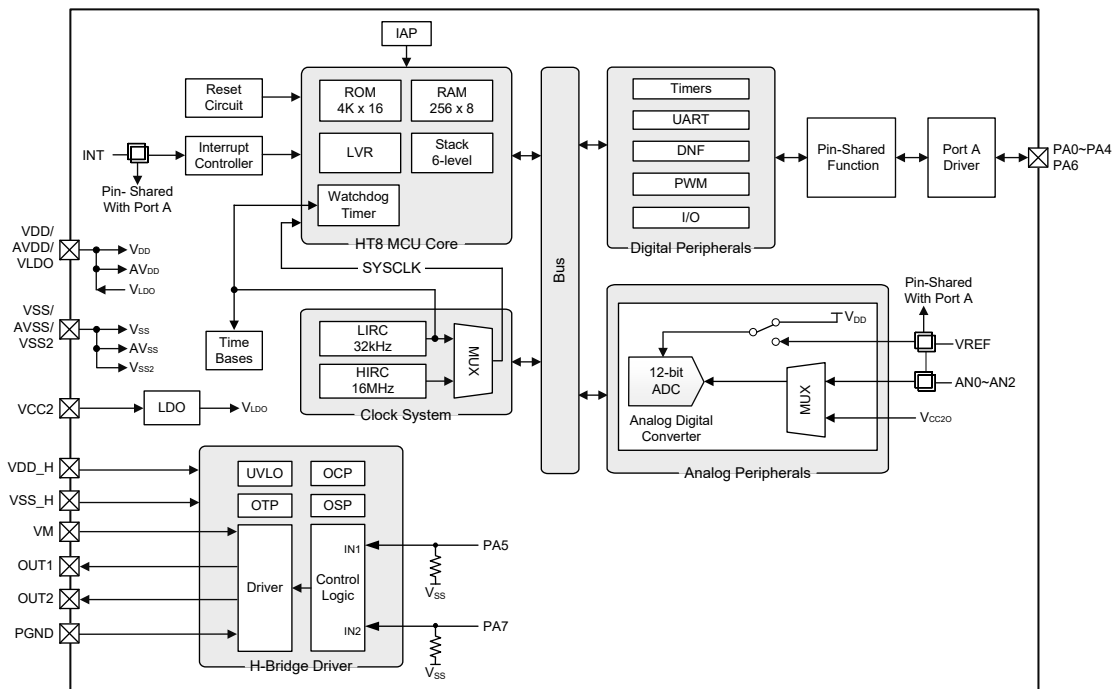 IAP
Reset
Circuit
ROM
4K x 16
RAM
256 x 8
INT
Interrupt
Controller
LVR
Stack
6-level
Pin- Shared
With Port A
Watchdog
Timer
HT8 MCU Core
SYSCLK
Bus
Timers
UART
DNF
PWM
I/O
Digital Peripherals
Pin-Shared
Function
Port A
Driver
PA0~PA4
PA6
VDD/
AVDD/
VLDO
VDD
AVDD
VLDO
VSS/
AVSS/
VSS2
VSS
AVSS
VSS2
Time
Bases
LIRC
32kHz
HIRC
16MHz
MUX
Clock System
Pin-Shared
With Port A
VDD
VREF
12-bit
ADC
MUX
AN0~AN2
VCC2O
Analog Digital
Converter
Analog Peripherals
VCC2
LDO
VLDO
VDD_H
VSS_H
VM
OUT1
OUT2
PGND
UVLO
OCP
OTP
OSP
Driver
Control
Logic
IN1
IN2
PA5
VSS
PA7
VSS
H-Bridge Driver